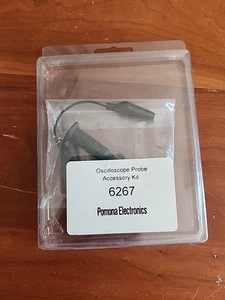 Oscilloscope Probe
Accessory Kit
6267
Pomona Electronics